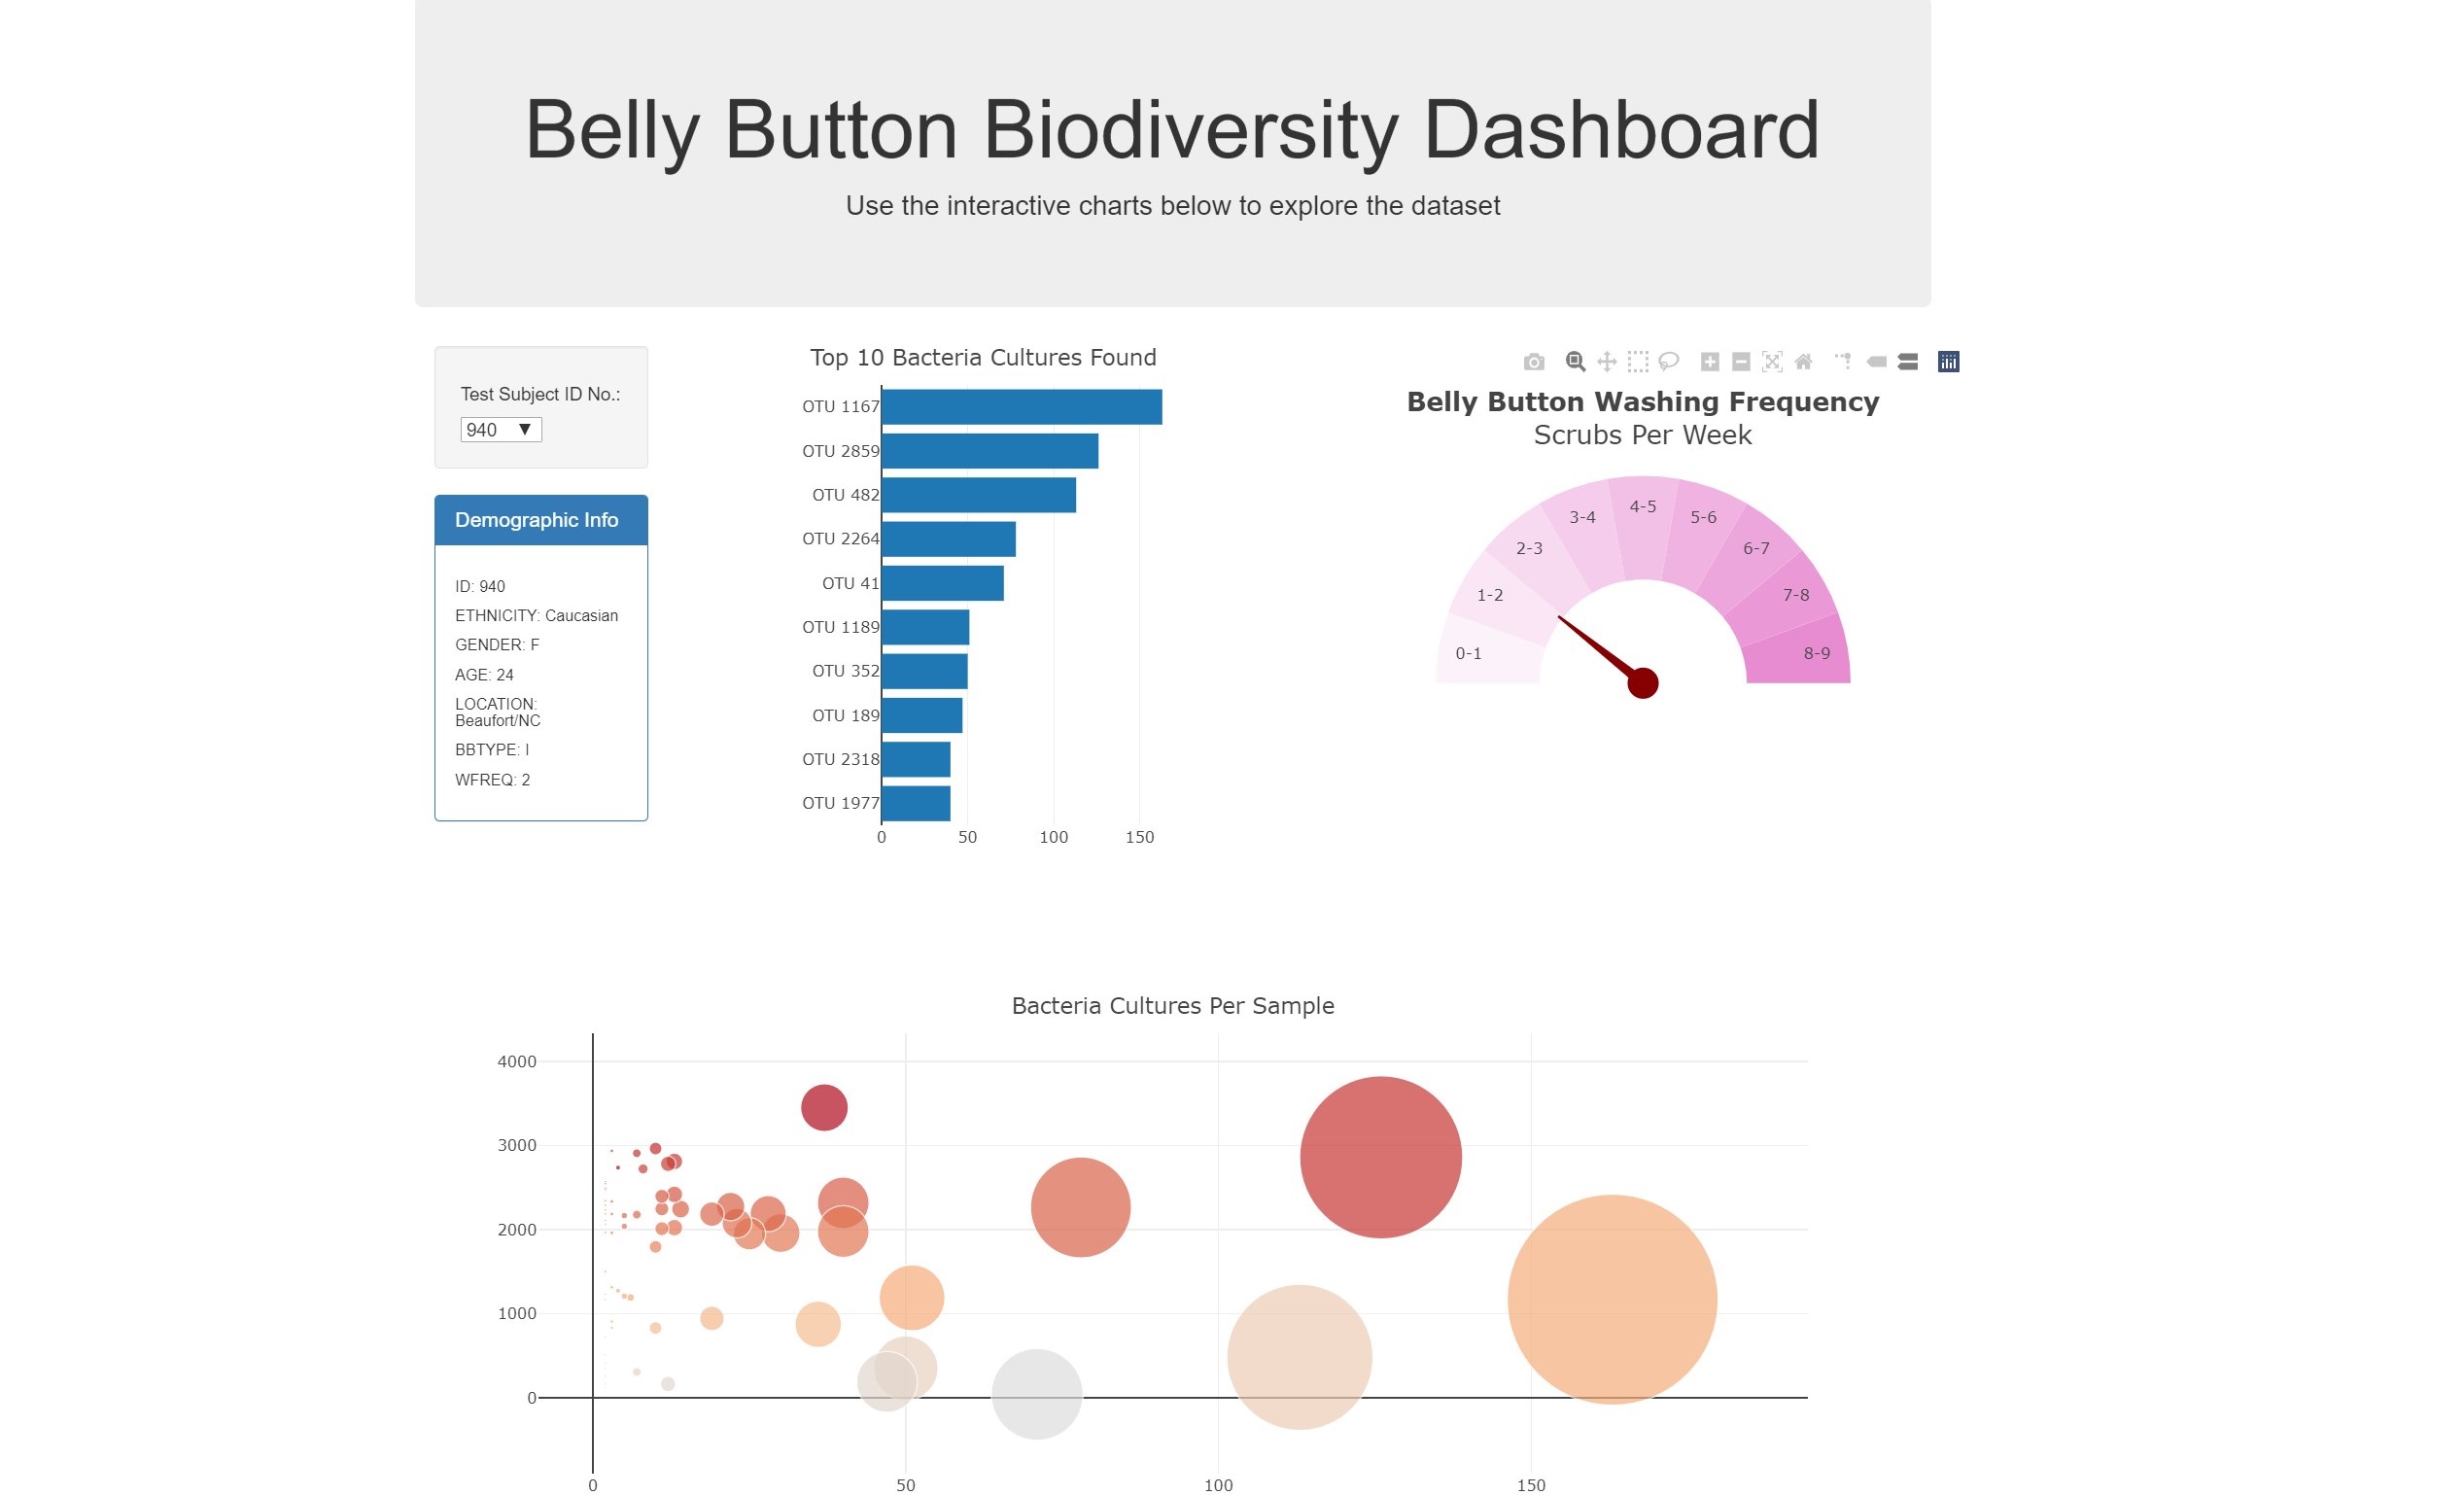 Belly Button Biodiversity Dashboard
Use the interactive charts below to explore the dataset
Test Subject ID No.:
940
Demographic Info
ID: 940
ETHNICITY: Caucasian
GENDER: F
AGE: 24
LOCATION:
Beaufort/NC
BBTYPE: I
WFREQ: 2
Top 10 Bacteria Cultures Found
OTU 1167
OTU 2859
OTU 482
OTU 2264
OTU 41
OTU 1189
OTU 352
OTU 189
OTU 2318
OTU 1977
0 50 100 150
Belly Button Washing Frequency
Scrubs Per Week
0-1
1-2
2-3
3-4
4-5
5-6
6-7
7-8
8-9
Bacteria Cultures Per Sample
4000
3000
2000
1000
0
0 50 100 150